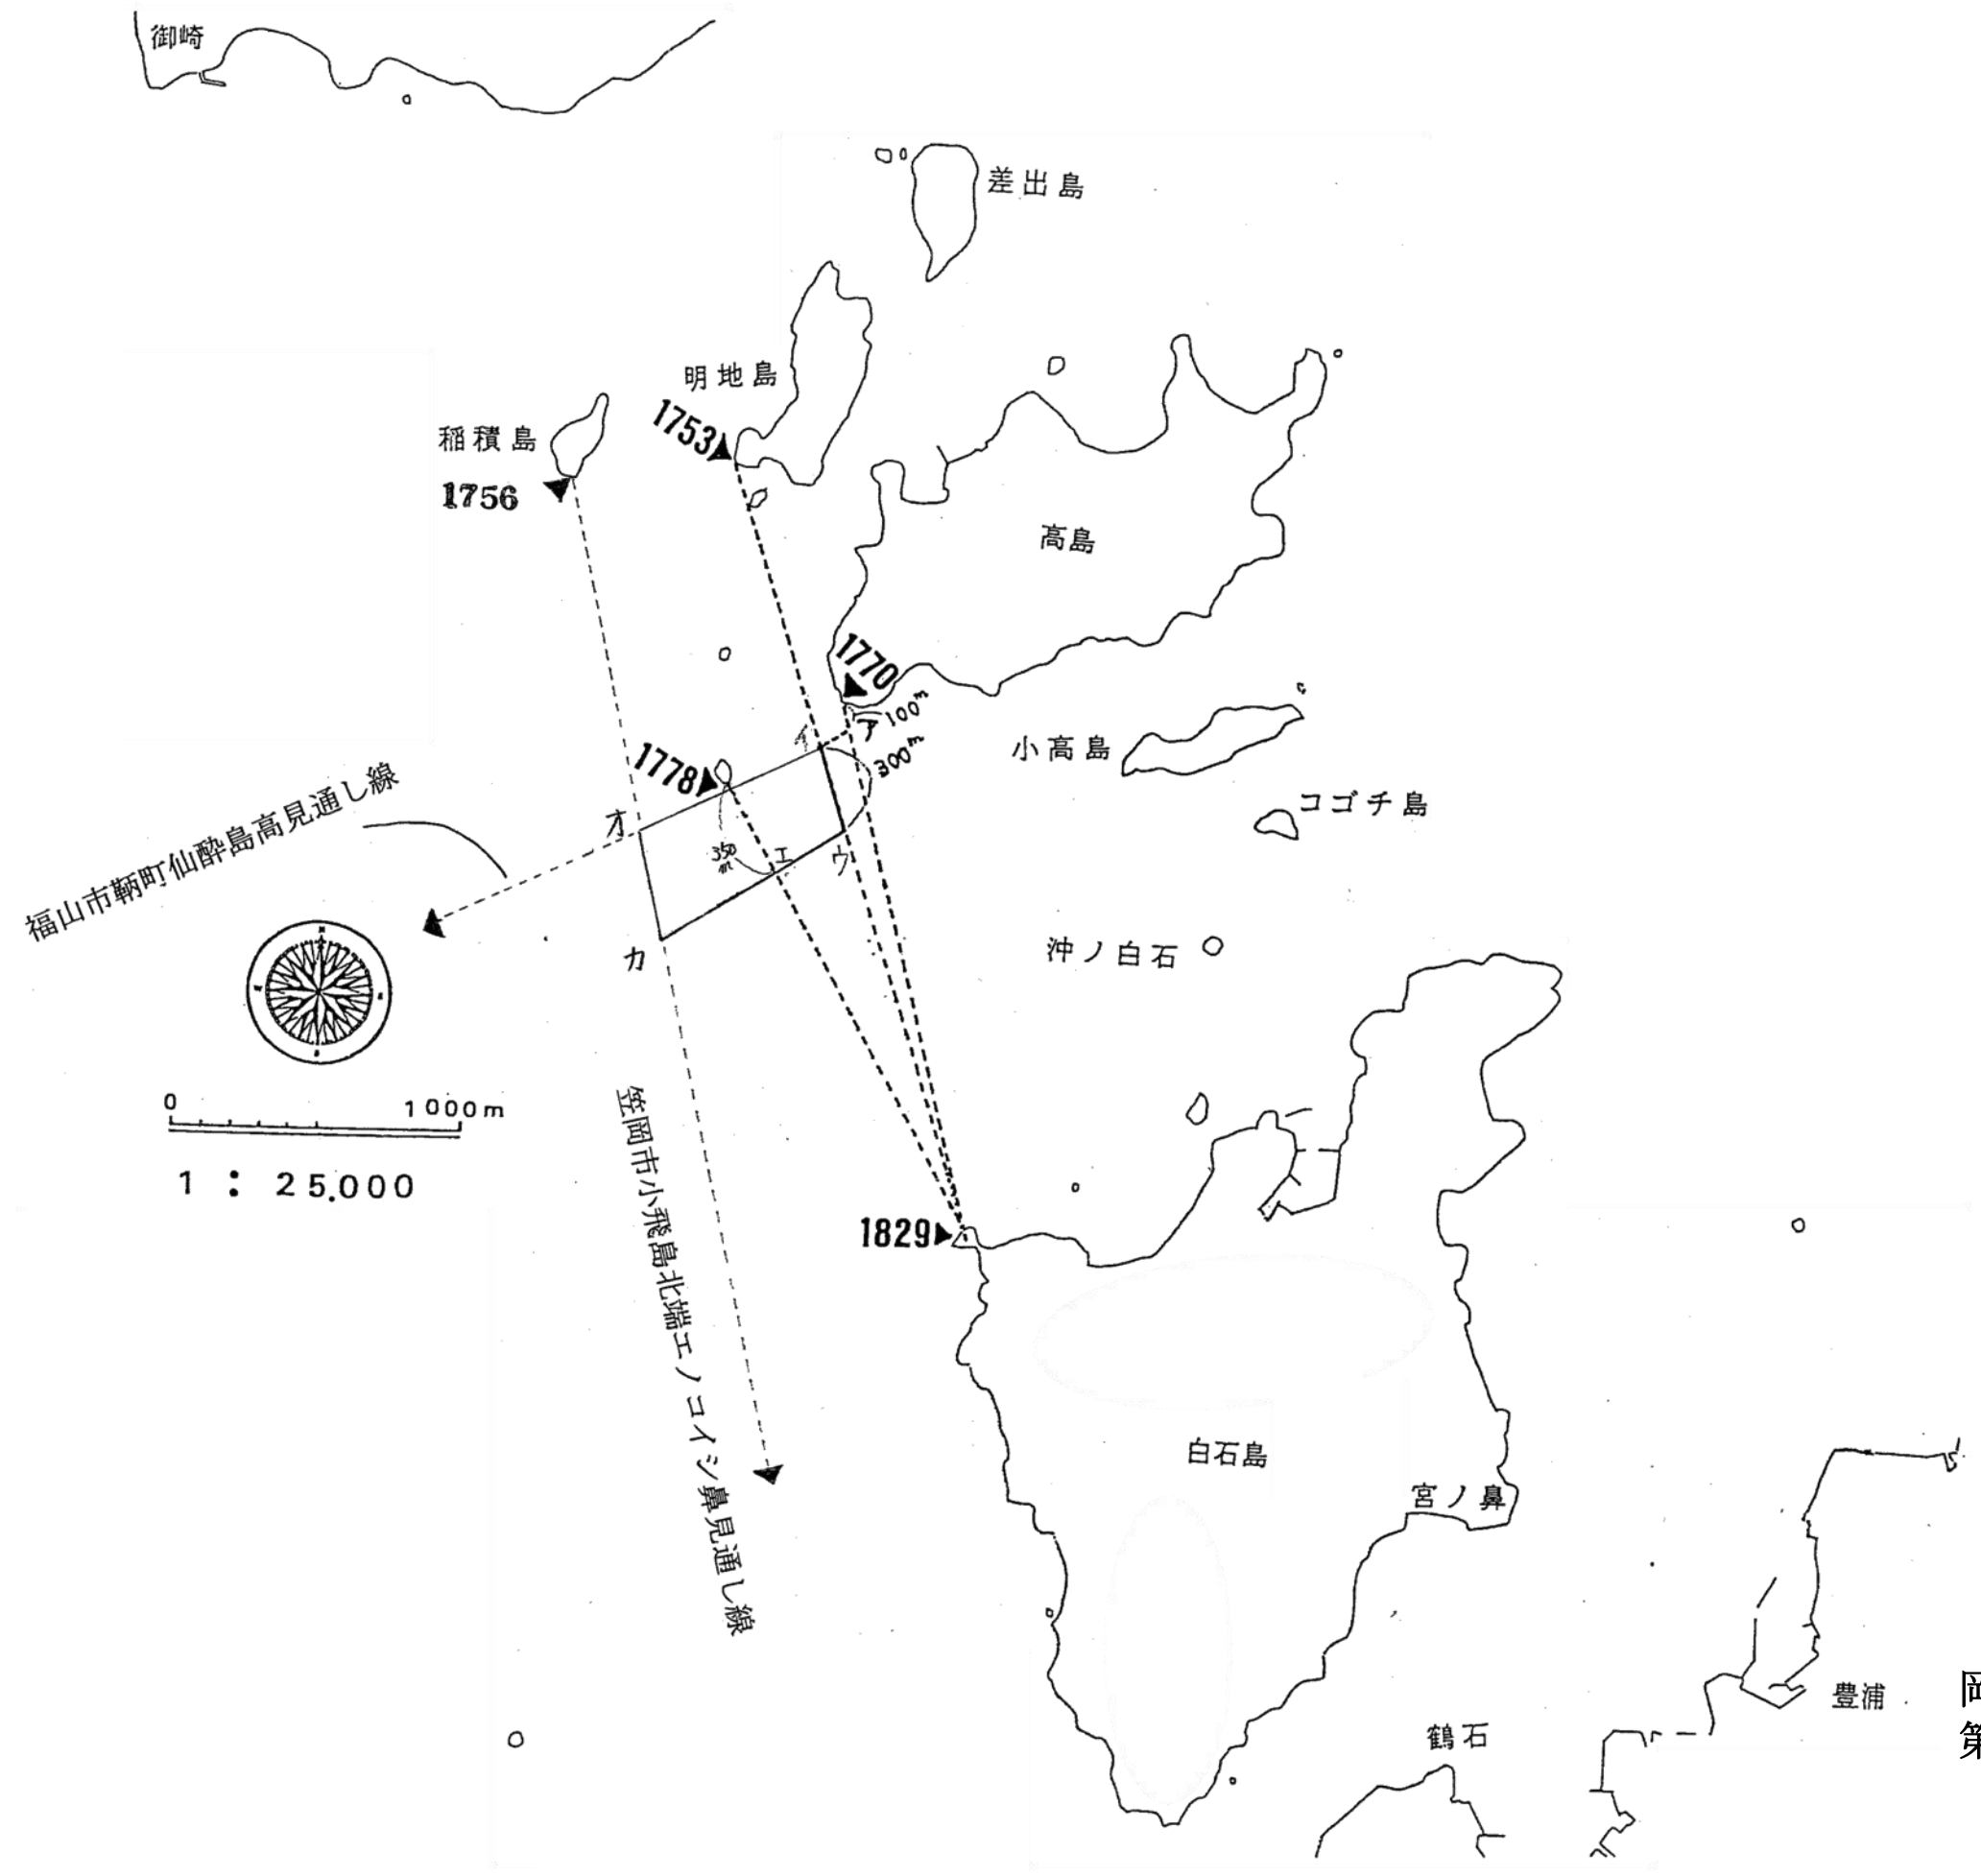 御崎
差出島
明地島
1753
稲積島
1756
高島
1770
ア
100m
イ
300m
小高島
1778
コゴチ島
オ
350m
エ
ウ
福山市鞆町仙酔島高見通し線
カ
沖ノ白石
0 1000m
1 : 25.000
笠岡市小飛島北端エノコイシ鼻見通し線
1829
白石島
宮ノ鼻
豊浦
鶴石
岡
第